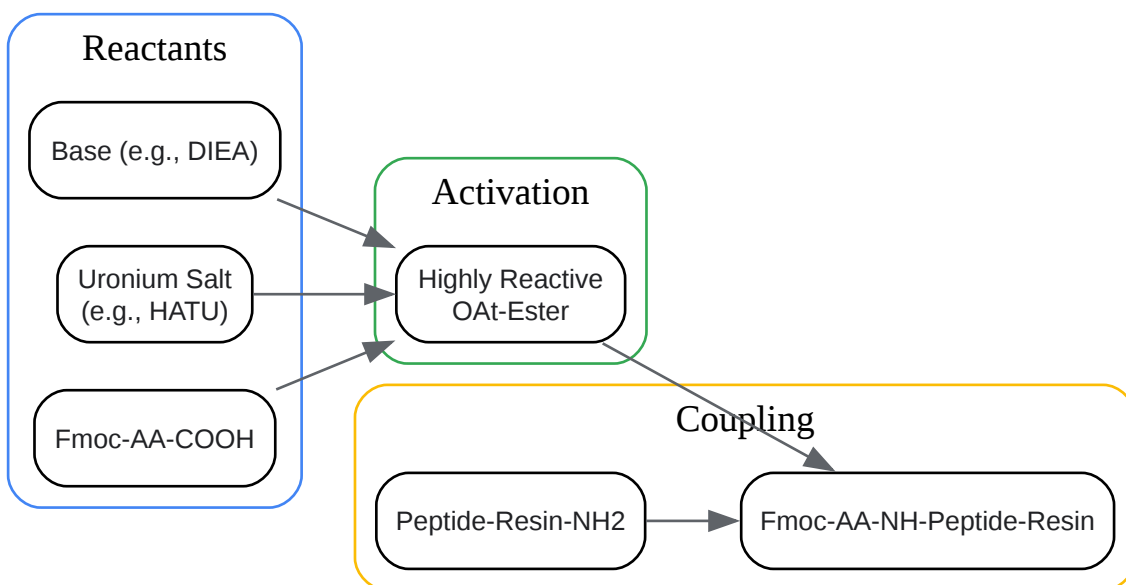 Reactants
Base (e.g., DIEA)
Uronium Salt
(e.g., HATU)
Fmoc-AA-COOH
Activation
Highly Reactive
OAt-Ester
Coupling
Peptide-Resin-NH2
Fmoc-AA-NH-Peptide-Resin